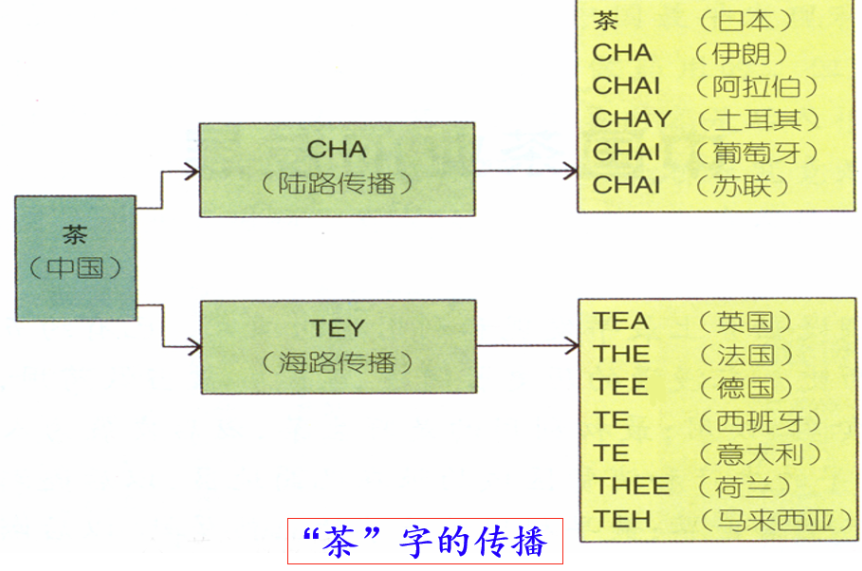 茶
（中国）
CHA
（陆路传播）
茶 （日本）
CHA （伊朗）
CHAI （阿拉伯）
CHAY （土耳其）
CHAI （葡萄牙）
CHAI （苏联）
TEY
（海路传播）
TEA （英国）
THE （法国）
TEE （德国）
TE （西班牙）
TE （意大利）
THEE （荷兰）
TEH （马来西亚）
“茶”字的传播